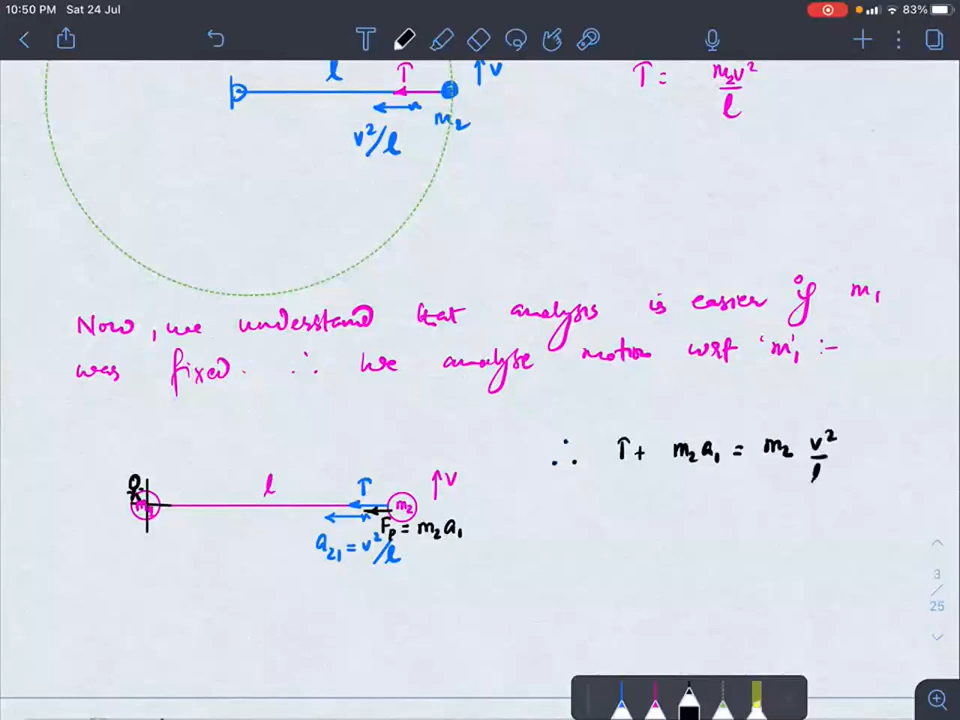 10:50 PM Sat 24 Jul
83%
l
T
v
T = m₂v²/l
v²/l
m₂
Now, we understand that analysis is easier if m₁
was fixed. ∴ We analyse motion wrt 'm₁' :-
∴ T + m₂a₁ = m₂ v²/l
l
T
v
m₁
m₂
Fp = m₂a₁
a₂₁ = v²/l
3
/
25